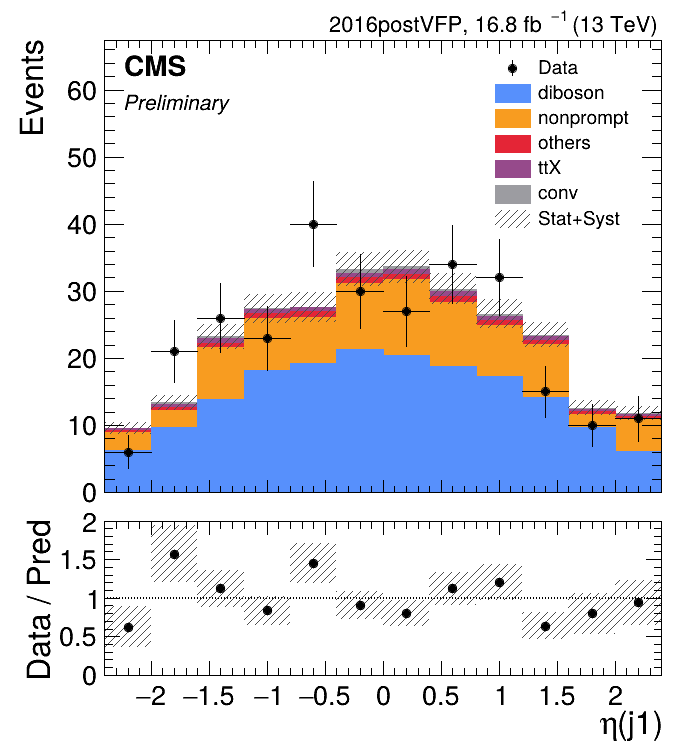 2016postVFP, 16.8 fb⁻¹ (13 TeV)
CMS
Preliminary
Events
60
50
40
30
20
10
0
Data
diboson
nonprompt
others
ttX
conv
Stat+Syst
Data / Pred
2
1.5
1
0.5
0
−2 −1.5 −1 −0.5 0 0.5 1 1.5 2
η(j1)